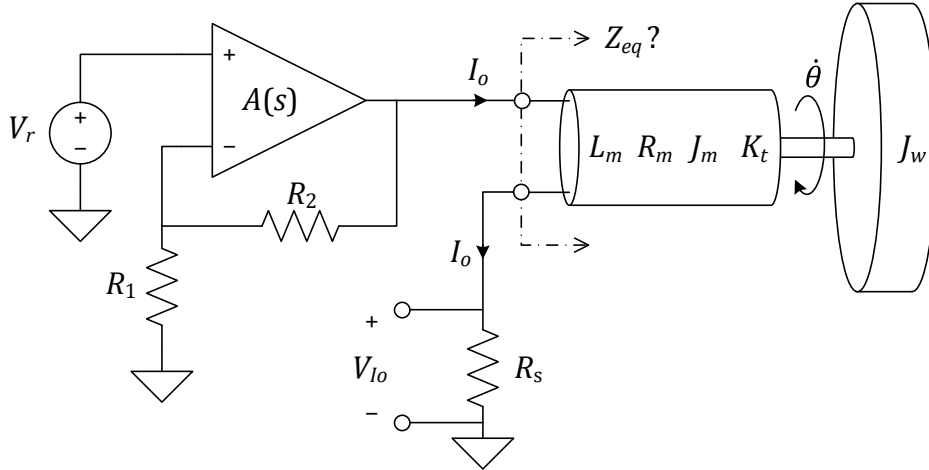 Z_eq?
I_o
θ̇
+
A(s)
V_r
+
−
−
L_m R_m J_m K_t
J_w
R_2
I_o
R_1
+
V_Io
R_s
−